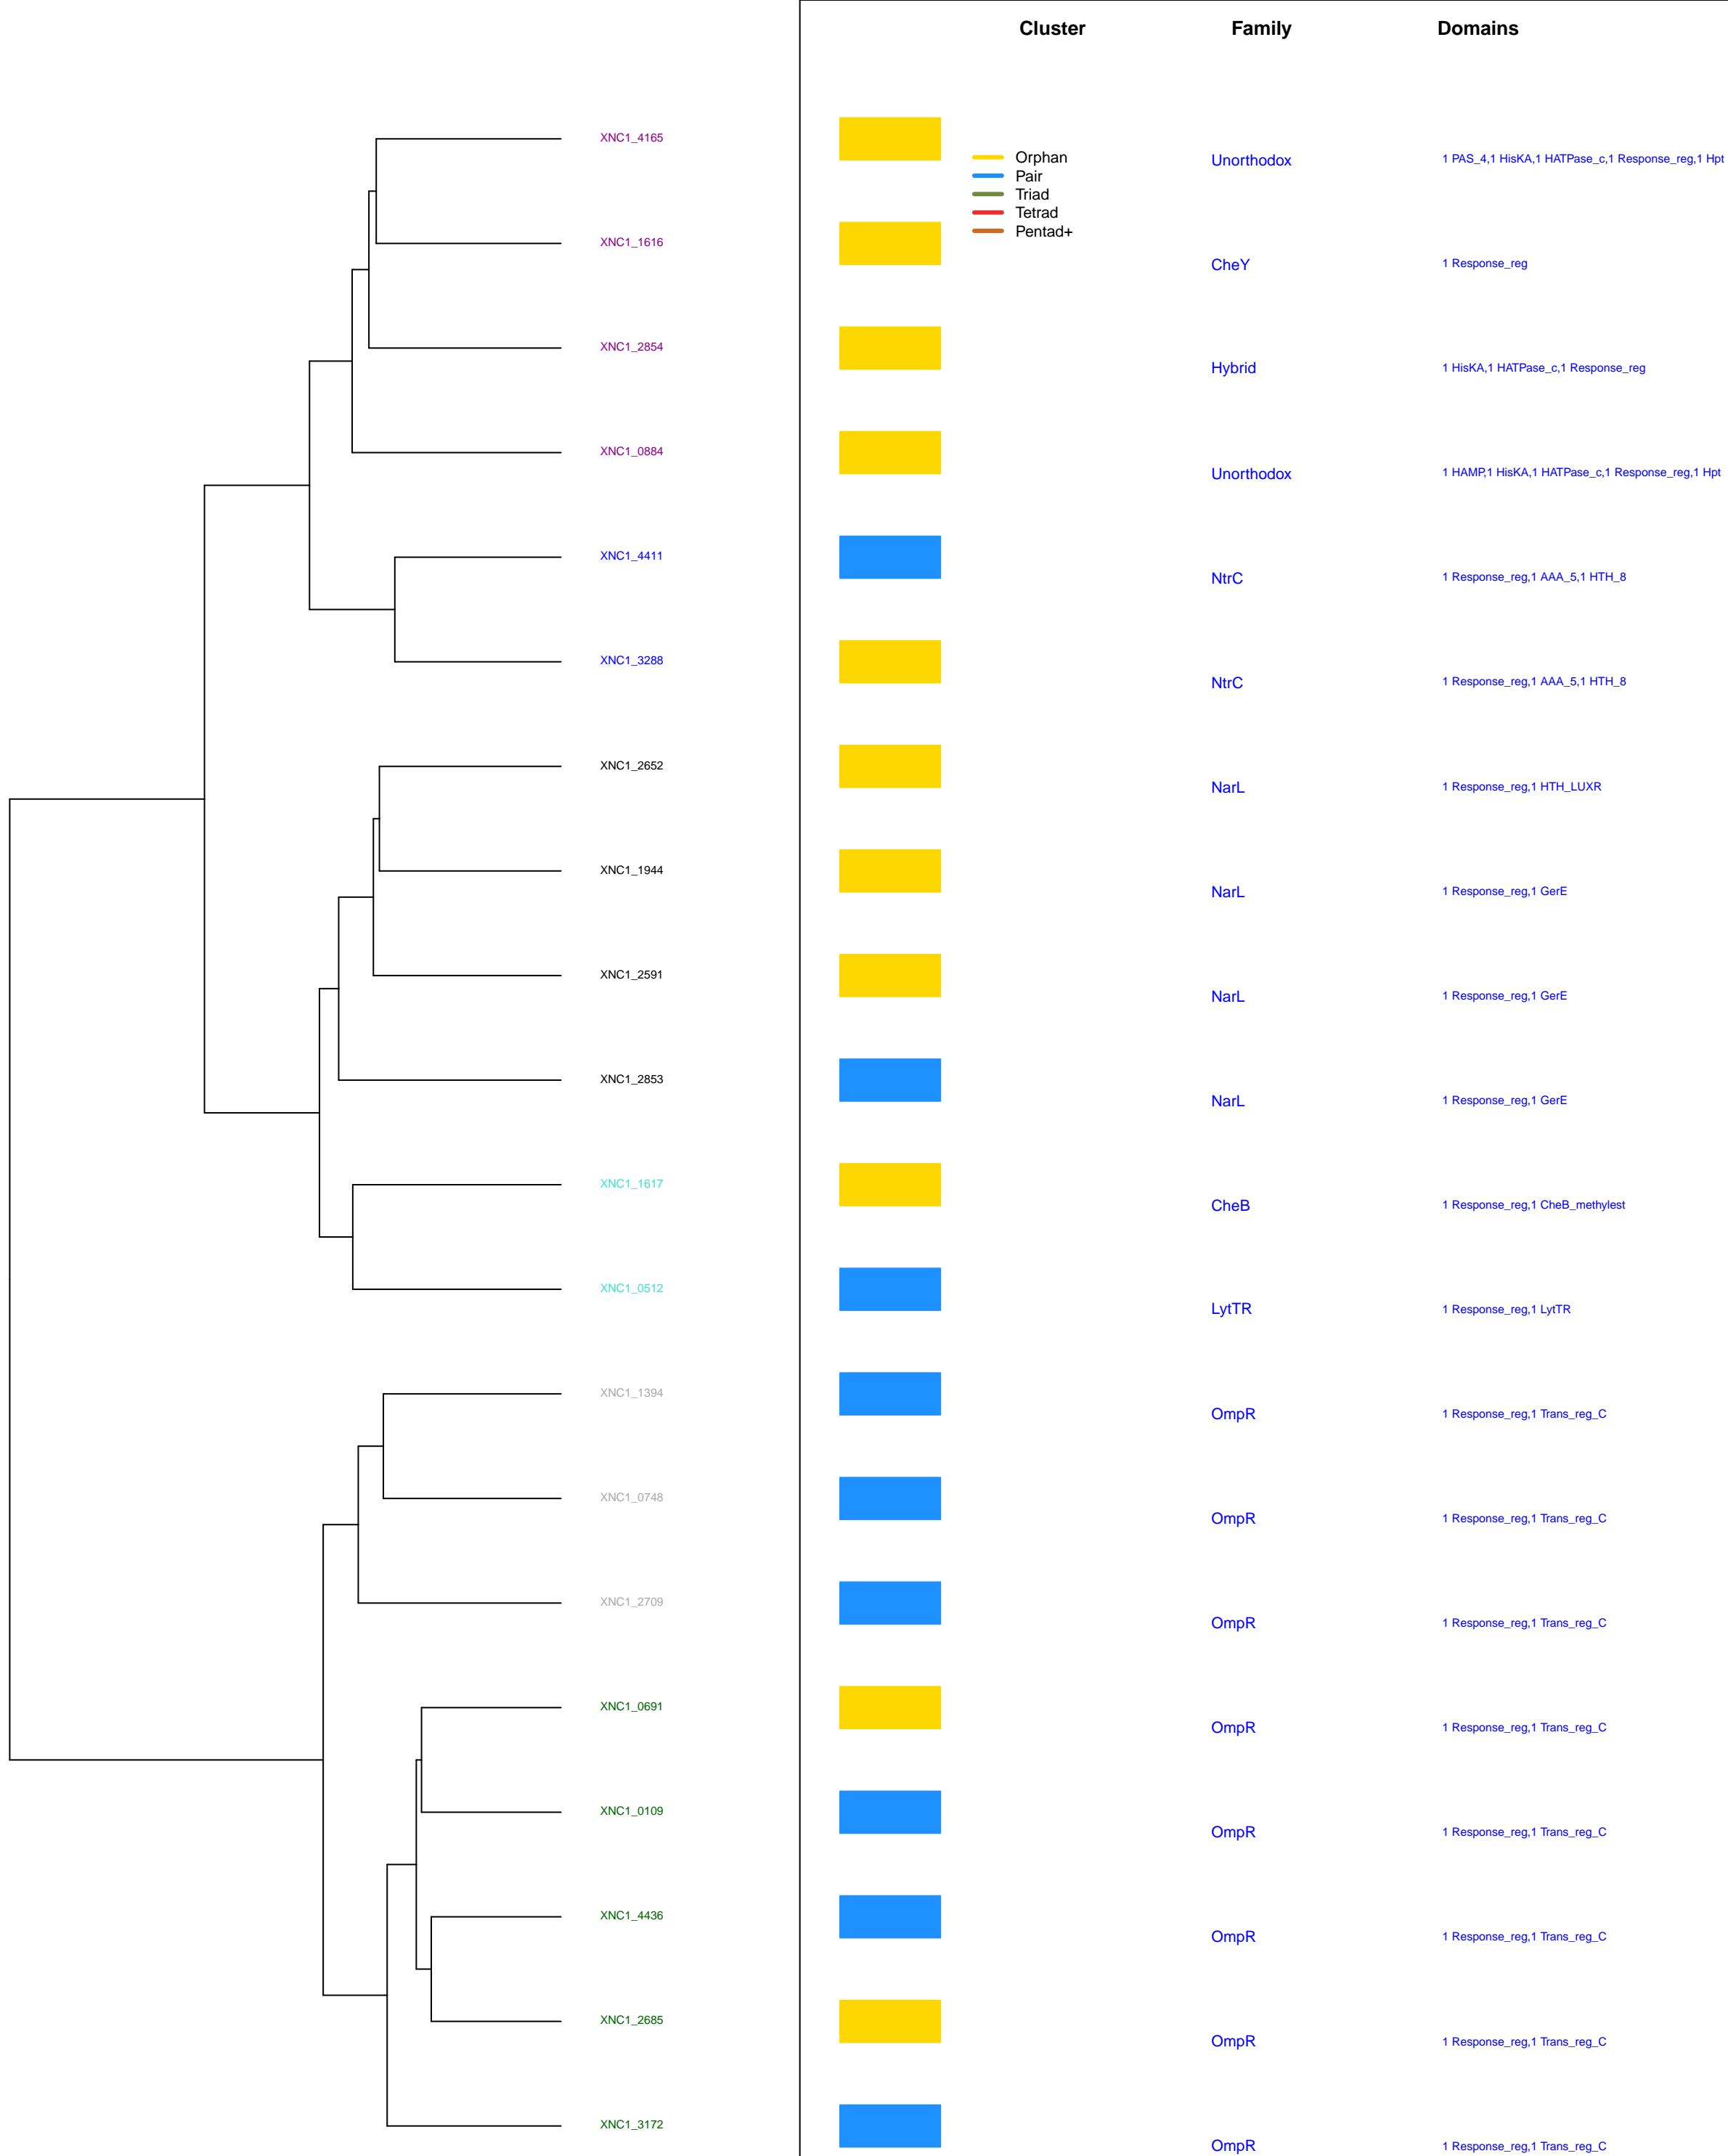 Cluster Family Domains
XNC1_4165
Orphan
Unorthodox 1 PAS_4,1 HisKA,1 HATPase_c,1 Response_reg,1 Hpt
Pair
Triad
Tetrad
Pentad+
XNC1_1616
CheY 1 Response_reg
XNC1_2854
Hybrid 1 HisKA,1 HATPase_c,1 Response_reg
XNC1_0884
Unorthodox 1 HAMP,1 HisKA,1 HATPase_c,1 Response_reg,1 Hpt
XNC1_4411
NtrC 1 Response_reg,1 AAA_5,1 HTH_8
XNC1_3288
NtrC 1 Response_reg,1 AAA_5,1 HTH_8
XNC1_2652
NarL 1 Response_reg,1 HTH_LUXR
XNC1_1944
NarL 1 Response_reg,1 GerE
XNC1_2591
NarL 1 Response_reg,1 GerE
XNC1_2853
NarL 1 Response_reg,1 GerE
XNC1_1617
CheB 1 Response_reg,1 CheB_methylest
XNC1_0512
LytTR 1 Response_reg,1 LytTR
XNC1_1394
OmpR 1 Response_reg,1 Trans_reg_C
XNC1_0748
OmpR 1 Response_reg,1 Trans_reg_C
XNC1_2709
OmpR 1 Response_reg,1 Trans_reg_C
XNC1_0691
OmpR 1 Response_reg,1 Trans_reg_C
XNC1_0109
OmpR 1 Response_reg,1 Trans_reg_C
XNC1_4436
OmpR 1 Response_reg,1 Trans_reg_C
XNC1_2685
OmpR 1 Response_reg,1 Trans_reg_C
XNC1_3172
OmpR 1 Response_reg,1 Trans_reg_C